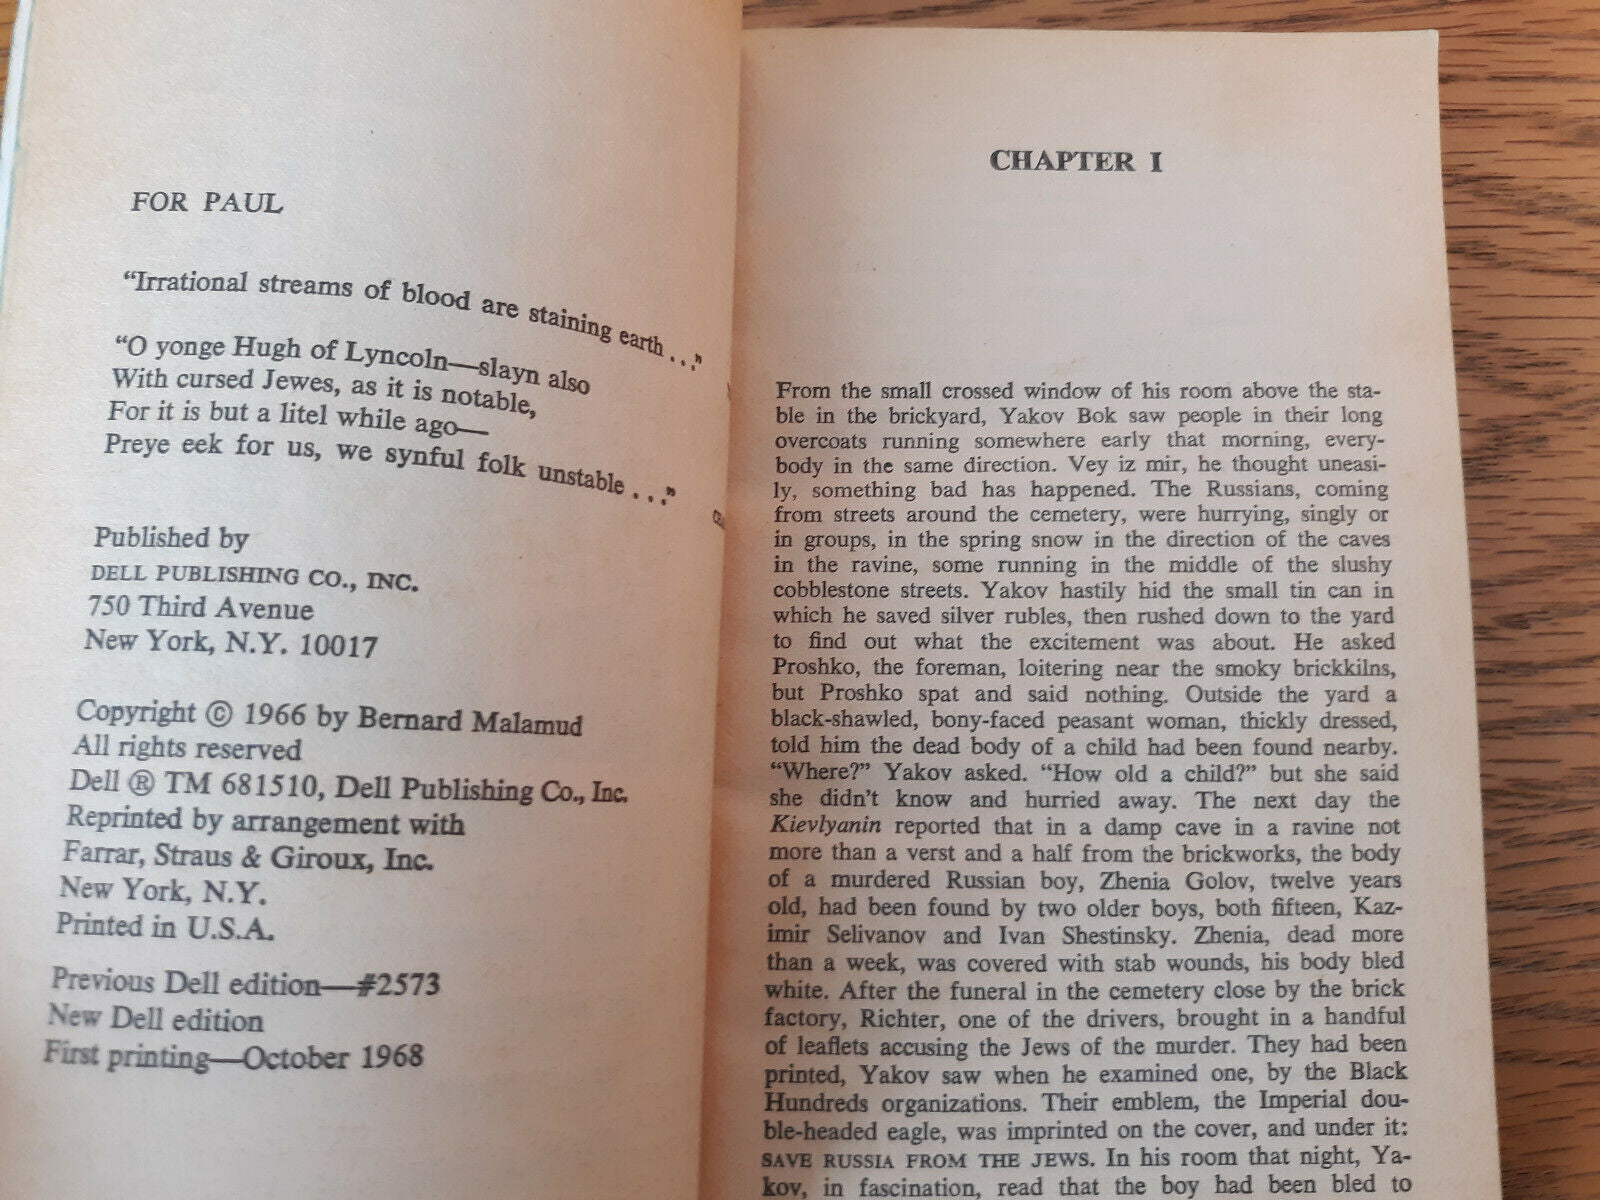 FOR PAUL
“Irrational streams of blood are staining earth . . .”
“O yonge Hugh of Lyncoln—slayn also
With cursed Jewes, as it is notable,
For it is but a litel while ago—
Preye eek for us, we synful folk unstable . . .”
Published by
DELL PUBLISHING CO., INC.
750 Third Avenue
New York, N.Y. 10017
Copyright © 1966 by Bernard Malamud
All rights reserved
Dell ® TM 681510, Dell Publishing Co., Inc.
Reprinted by arrangement with
Farrar, Straus & Giroux, Inc.
New York, N.Y.
Printed in U.S.A.
Previous Dell edition—#2573
New Dell edition
First printing—October 1968
CHAPTER I
From the small crossed window of his room above the sta-
ble in the brickyard, Yakov Bok saw people in their long
overcoats running somewhere early that morning, every-
body in the same direction. Vey iz mir, he thought uneasi-
ly, something bad has happened. The Russians, coming
from streets around the cemetery, were hurrying, singly or
in groups, in the spring snow in the direction of the caves
in the ravine, some running in the middle of the slushy
cobblestone streets. Yakov hastily hid the small tin can in
which he saved silver rubles, then rushed down to the yard
to find out what the excitement was about. He asked
Proshko, the foreman, loitering near the smoky brickkilns,
but Proshko spat and said nothing. Outside the yard a
black-shawled, bony-faced peasant woman, thickly dressed,
told him the dead body of a child had been found nearby.
“Where?” Yakov asked. “How old a child?” but she said
she didn’t know and hurried away. The next day the
Kievlyanin reported that in a damp cave in a ravine not
more than a verst and a half from the brickworks, the body
of a murdered Russian boy, Zhenia Golov, twelve years
old, had been found by two older boys, both fifteen, Kaz-
imir Selivanov and Ivan Shestinsky. Zhenia, dead more
than a week, was covered with stab wounds, his body bled
white. After the funeral in the cemetery close by the brick
factory, Richter, one of the drivers, brought in a handful
of leaflets accusing the Jews of the murder. They had been
printed, Yakov saw when he examined one, by the Black
Hundreds organizations. Their emblem, the Imperial dou-
ble-headed eagle, was imprinted on the cover, and under it:
SAVE RUSSIA FROM THE JEWS. In his room that night, Ya-
kov, in fascination, read that the boy had been bled to